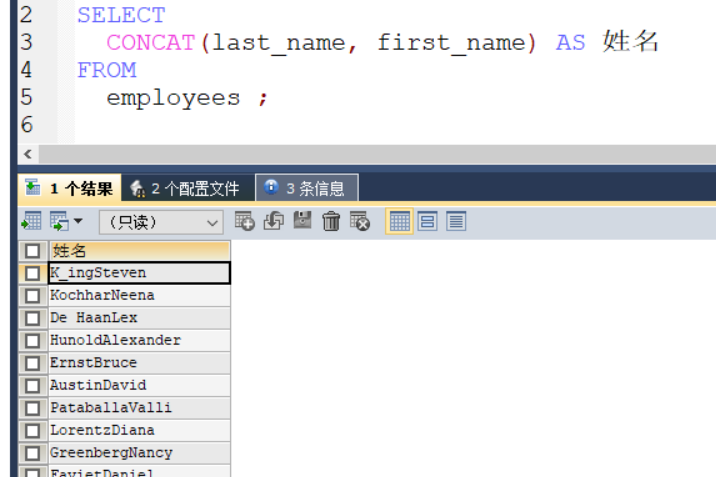 2 SELECT
3 CONCAT(last_name, first_name) AS 姓名
4 FROM
5 employees ;
6
1 个结果 2 个配置文件 3 条信息
(只读)
姓名
K_ingSteven
KochharNeena
De HaanLex
HunoldAlexander
ErnstBruce
AustinDavid
PataballaValli
LorentzDiana
GreenbergNancy
FavietDaniel